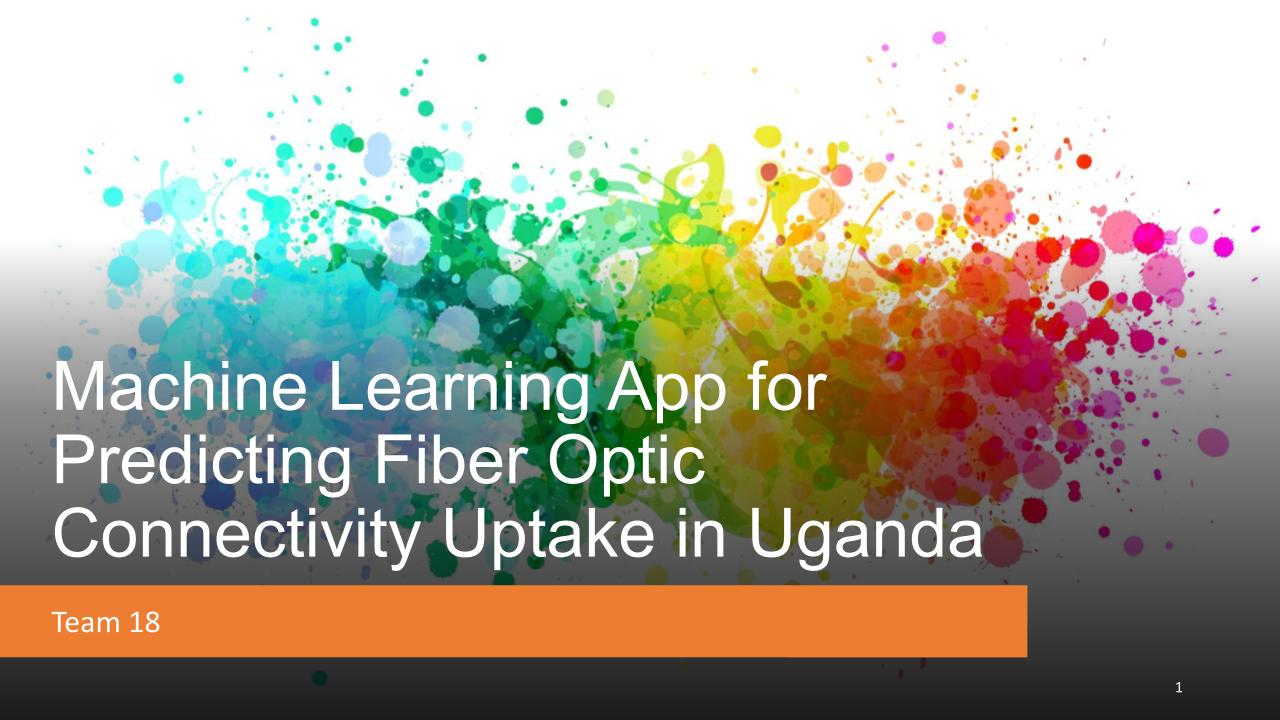 Machine Learning App for
Predicting Fiber Optic
Connectivity Uptake in Uganda
Team 18
1